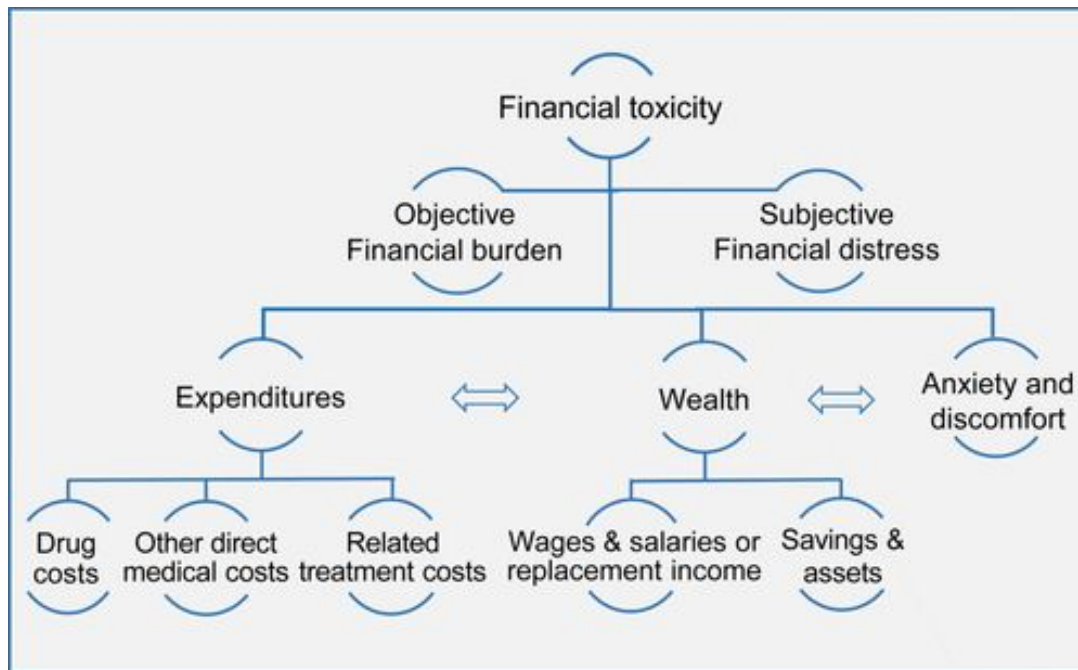 Financial toxicity
Objective
Financial burden
Subjective
Financial distress
Expenditures
Wealth
Anxiety and
discomfort
Drug
costs
Other direct
medical costs
Related
treatment costs
Wages & salaries or
replacement income
Savings &
assets